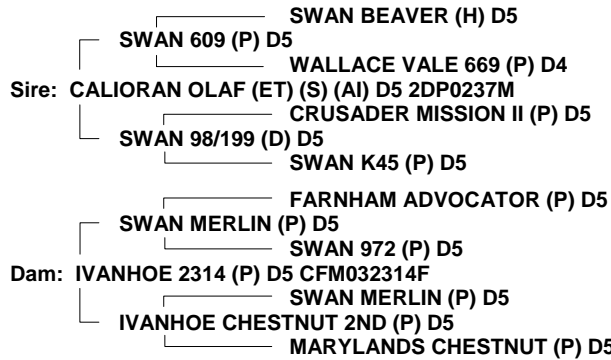 SWAN BEAVER (H) D5
SWAN 609 (P) D5
WALLACE VALE 669 (P) D4
Sire: CALIORAN OLAF (ET) (S) (AI) D5 2DP0237M
CRUSADER MISSION II (P) D5
SWAN 98/199 (D) D5
SWAN K45 (P) D5
FARNHAM ADVOCATOR (P) D5
SWAN MERLIN (P) D5
SWAN 972 (P) D5
Dam: IVANHOE 2314 (P) D5 CFM032314F
SWAN MERLIN (P) D5
IVANHOE CHESTNUT 2ND (P) D5
MARYLANDS CHESTNUT (P) D5